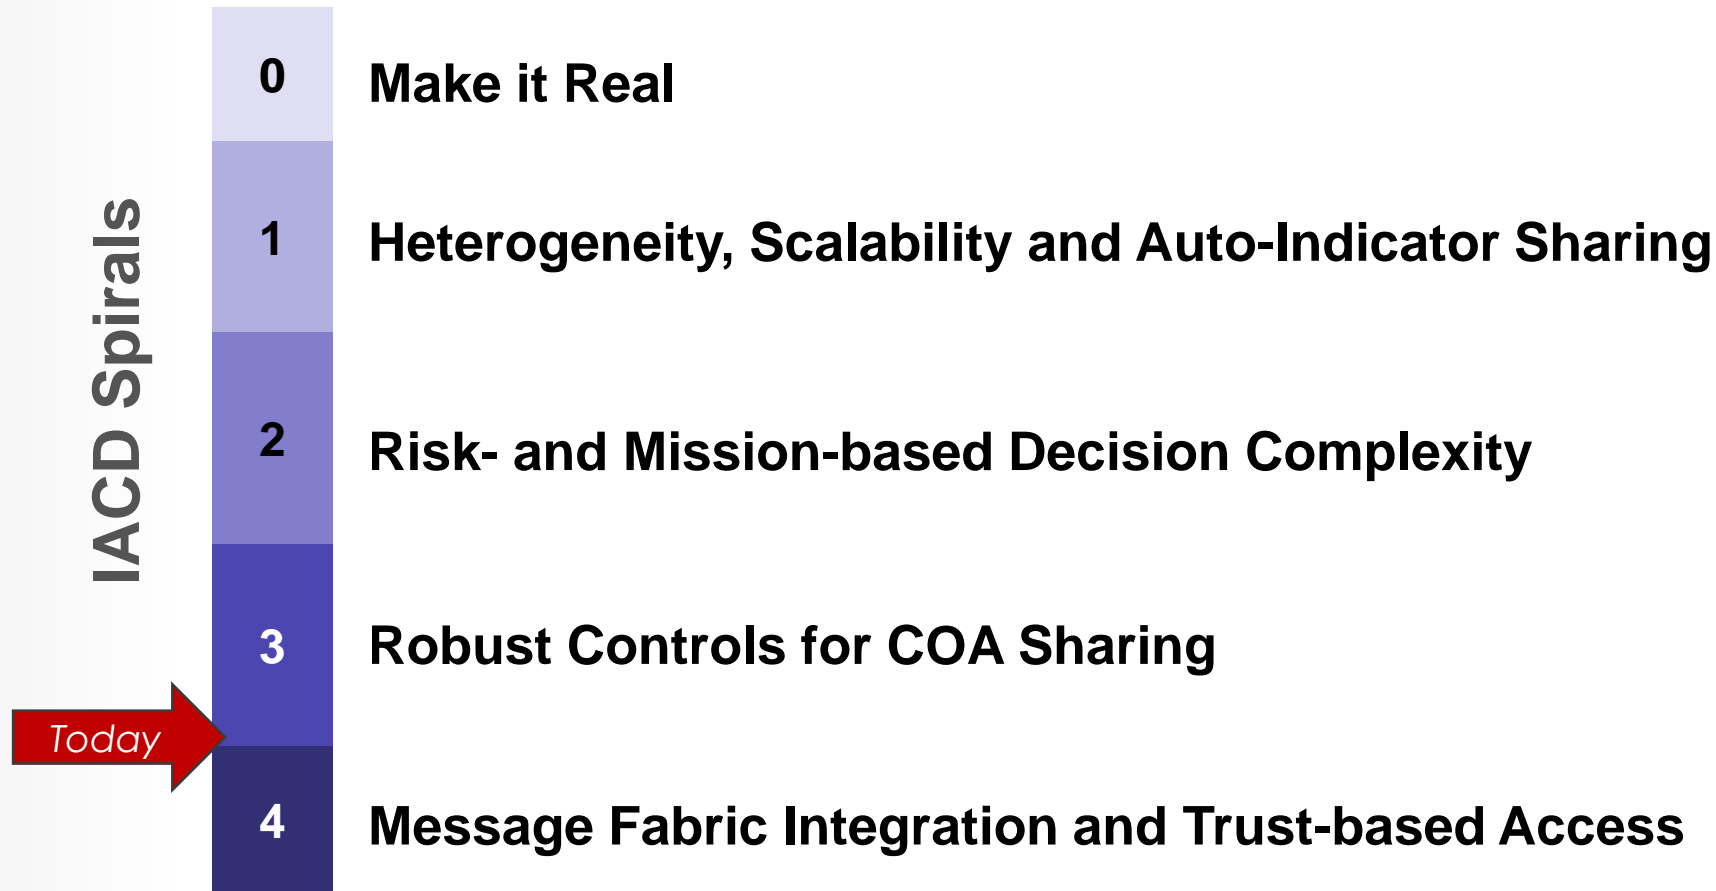 IACD Spirals
0
Make it Real
1
Heterogeneity, Scalability and Auto-Indicator Sharing
2
Risk- and Mission-based Decision Complexity
3
Robust Controls for COA Sharing
Today
4
Message Fabric Integration and Trust-based Access